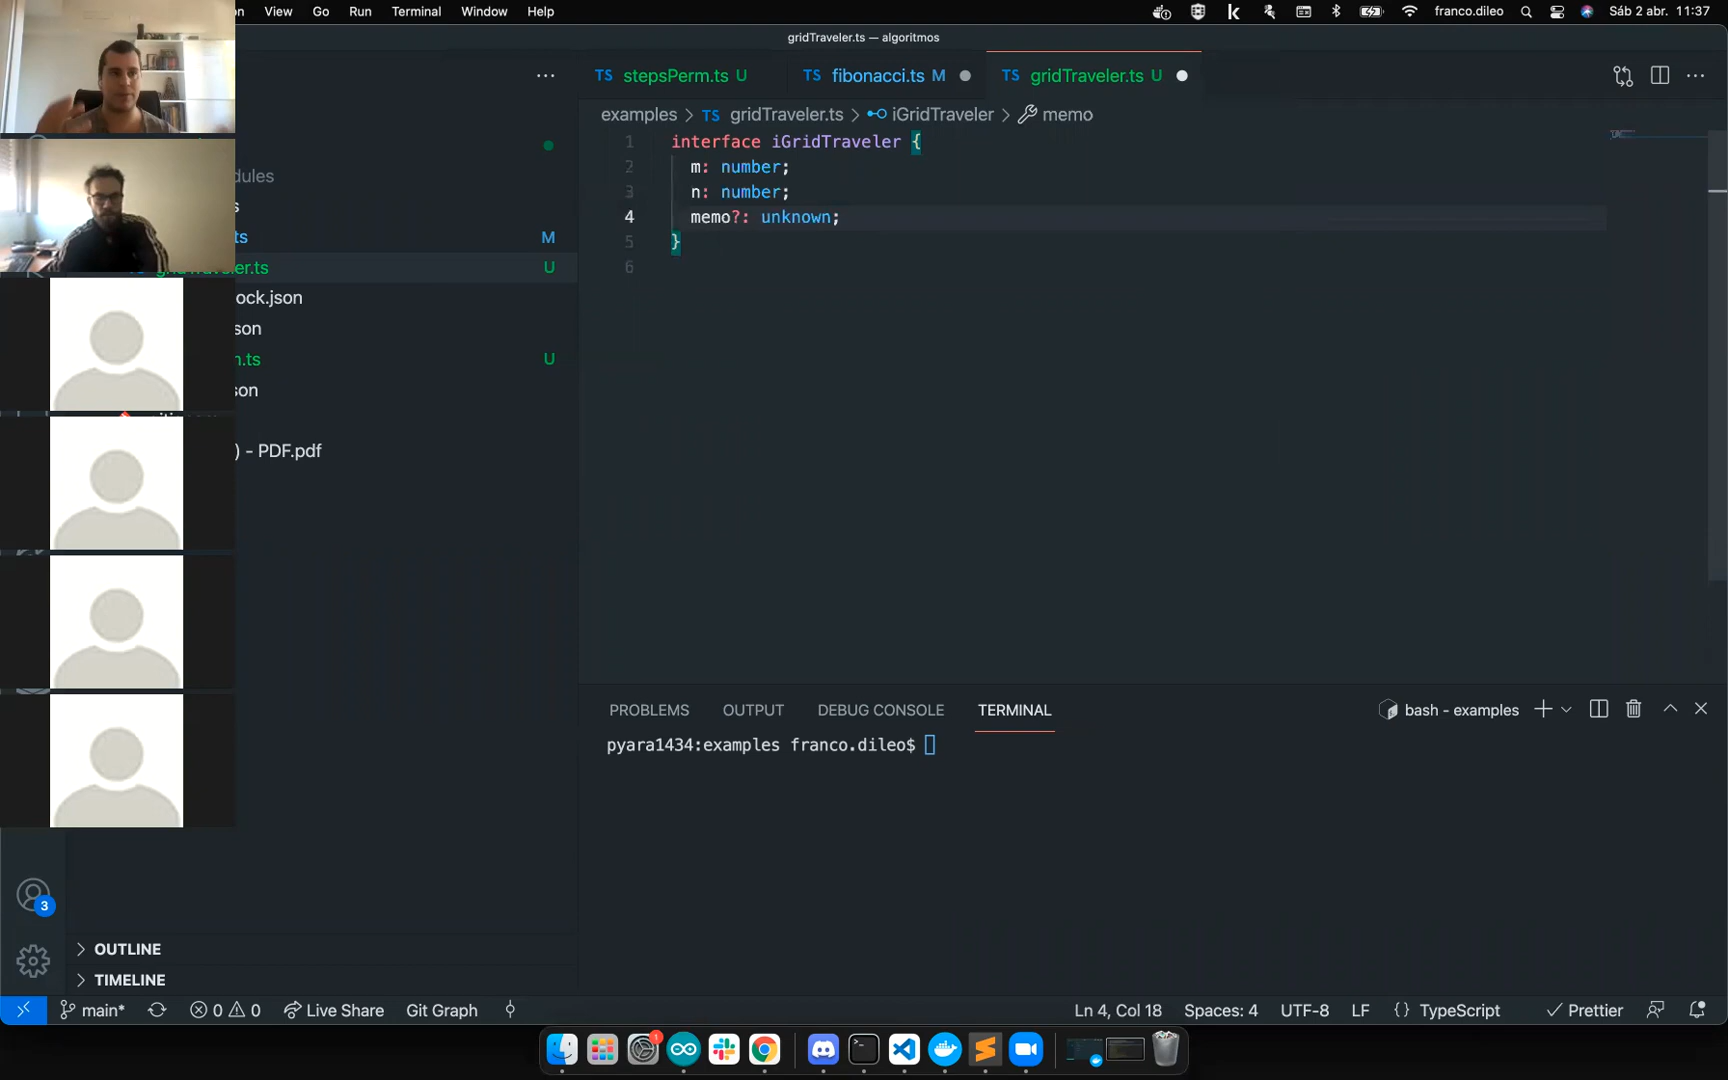 on View Go Run Terminal Window Help
franco.dileo Sáb 2 abr. 11:37
gridTraveler.ts — algoritmos
TS stepsPerm.ts U TS fibonacci.ts M TS gridTraveler.ts U
examples > TS gridTraveler.ts > iGridTraveler > memo
1 interface iGridTraveler {
2 m: number;
3 n: number;
4 memo?: unknown;
5 }
6
dules
s
ts M
er.ts U
ock.json
son
n.ts U
son
) - PDF.pdf
OUTLINE
TIMELINE
3
PROBLEMS OUTPUT DEBUG CONSOLE TERMINAL
bash - examples
pyara1434:examples franco.dileo$
main* 0 0 Live Share Git Graph
Ln 4, Col 18 Spaces: 4 UTF-8 LF {} TypeScript Prettier
1